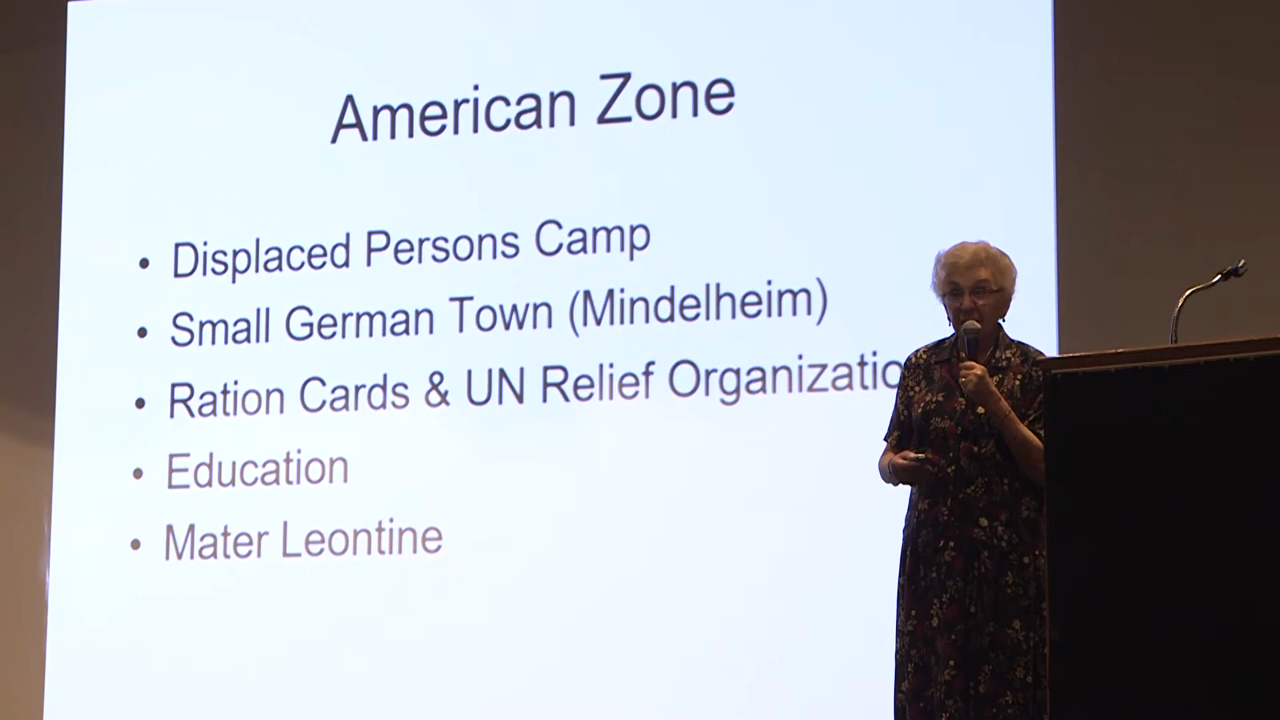 American Zone
• Displaced Persons Camp
• Small German Town (Mindelheim)
• Ration Cards & UN Relief Organizatio
• Education
• Mater Leontine